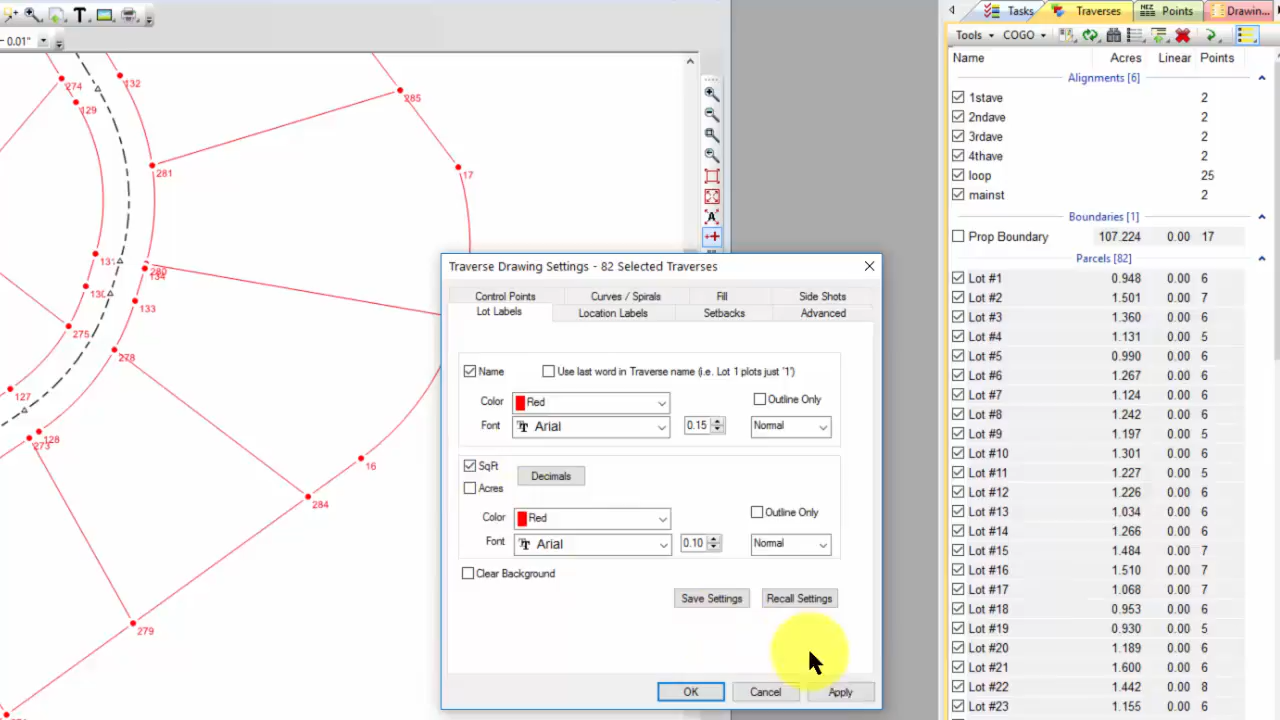 T
0.01"
274
132
129
285
281
17
131
280
134
130
133
275
278
127
128
273
16
284
279
A
Traverse Drawing Settings - 82 Selected Traverses
Control Points Curves / Spirals Fill Side Shots
Lot Labels Location Labels Setbacks Advanced
Name Use last word in Traverse name (i.e. Lot 1 plots just '1')
Color Red Outline Only
Font Arial 0.15 Normal
SqFt
Decimals
Acres
Color Red Outline Only
Font Arial 0.10 Normal
Clear Background
Save Settings Recall Settings
OK Cancel Apply
Tasks Traverses Points Drawin...
Tools COGO
Name Acres Linear Points
Alignments [6]
1stave 2
2ndave 2
3rdave 2
4thave 2
loop 25
mainst 2
Boundaries [1]
Prop Boundary 107.224 0.00 17
Parcels [82]
Lot #1 0.948 0.00 6
Lot #2 1.501 0.00 7
Lot #3 1.360 0.00 6
Lot #4 1.131 0.00 5
Lot #5 0.990 0.00 6
Lot #6 1.267 0.00 6
Lot #7 1.124 0.00 6
Lot #8 1.242 0.00 6
Lot #9 1.197 0.00 5
Lot #10 1.301 0.00 6
Lot #11 1.227 0.00 5
Lot #12 1.226 0.00 6
Lot #13 1.034 0.00 6
Lot #14 1.266 0.00 6
Lot #15 1.484 0.00 7
Lot #16 1.510 0.00 7
Lot #17 1.068 0.00 7
Lot #18 0.953 0.00 6
Lot #19 0.930 0.00 5
Lot #20 1.189 0.00 6
Lot #21 1.600 0.00 6
Lot #22 1.442 0.00 8
Lot #23 1.155 0.00 6